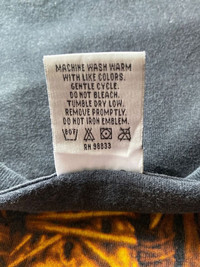 MACHINE WASH WARM
WITH LIKE COLORS.
GENTLE CYCLE.
DO NOT BLEACH.
TUMBLE DRY LOW.
REMOVE PROMPTLY.
DO NOT IRON EMBLEM.
RN 98833